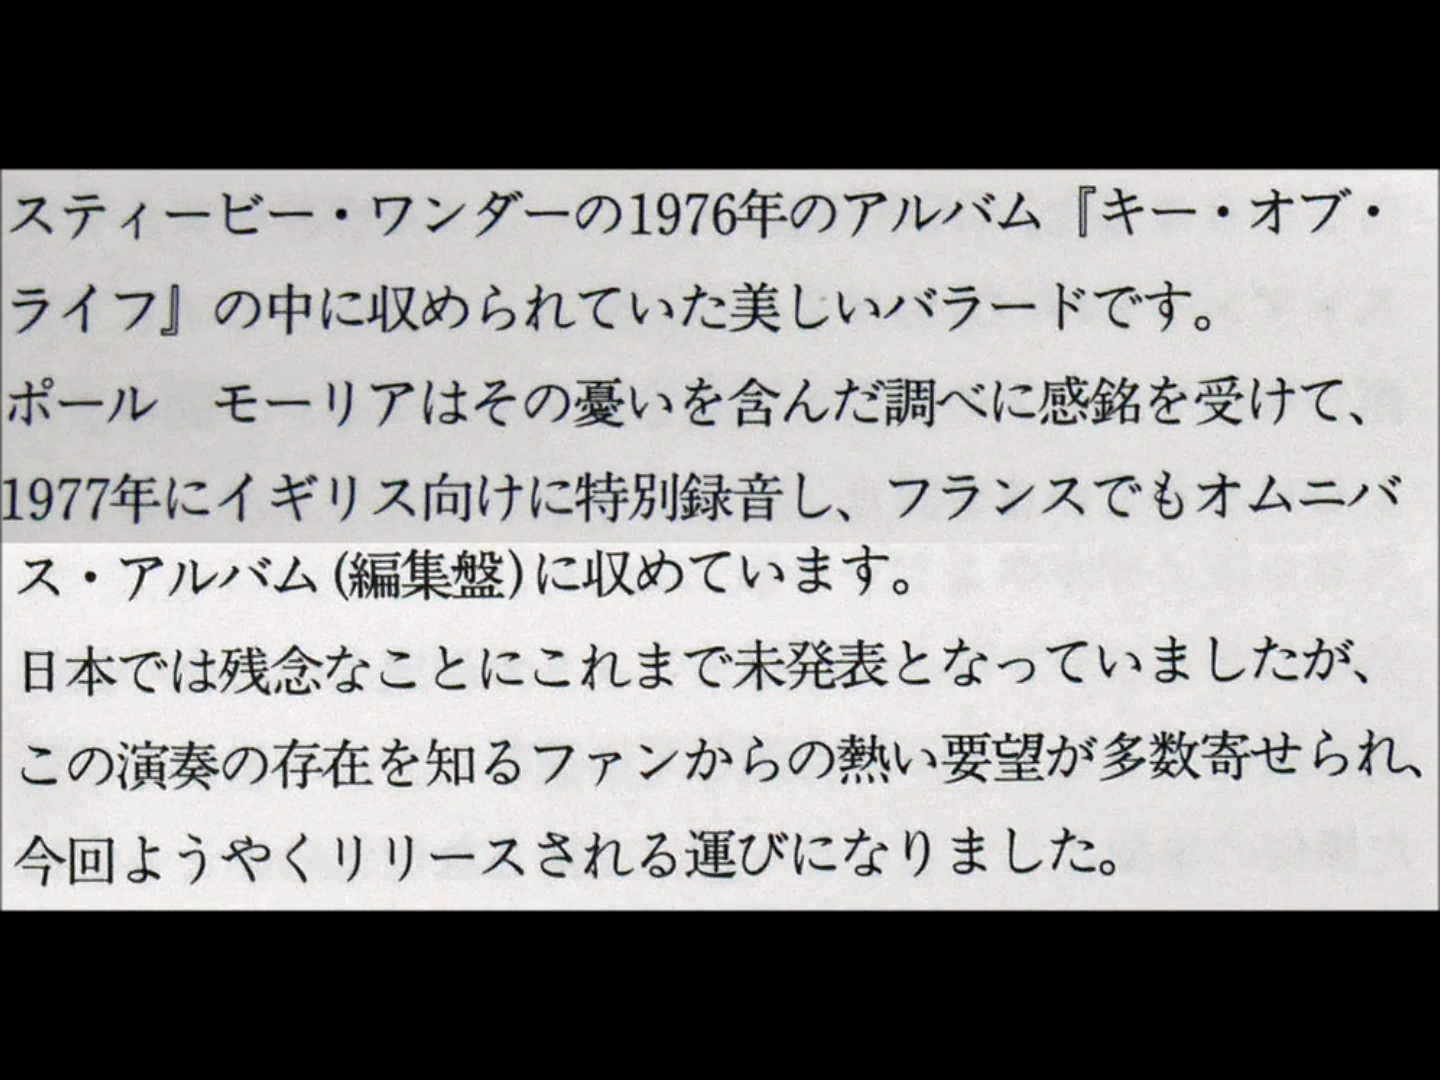 スティービー・ワンダーの1976年のアルバム『キー・オブ・
ライフ』の中に収められていた美しいバラードです。
ポール　モーリアはその憂いを含んだ調べに感銘を受けて、
1977年にイギリス向けに特別録音し、フランスでもオムニバ
ス・アルバム(編集盤)に収めています。
日本では残念なことにこれまで未発表となっていましたが、
この演奏の存在を知るファンからの熱い要望が多数寄せられ、
今回ようやくリリースされる運びになりました。